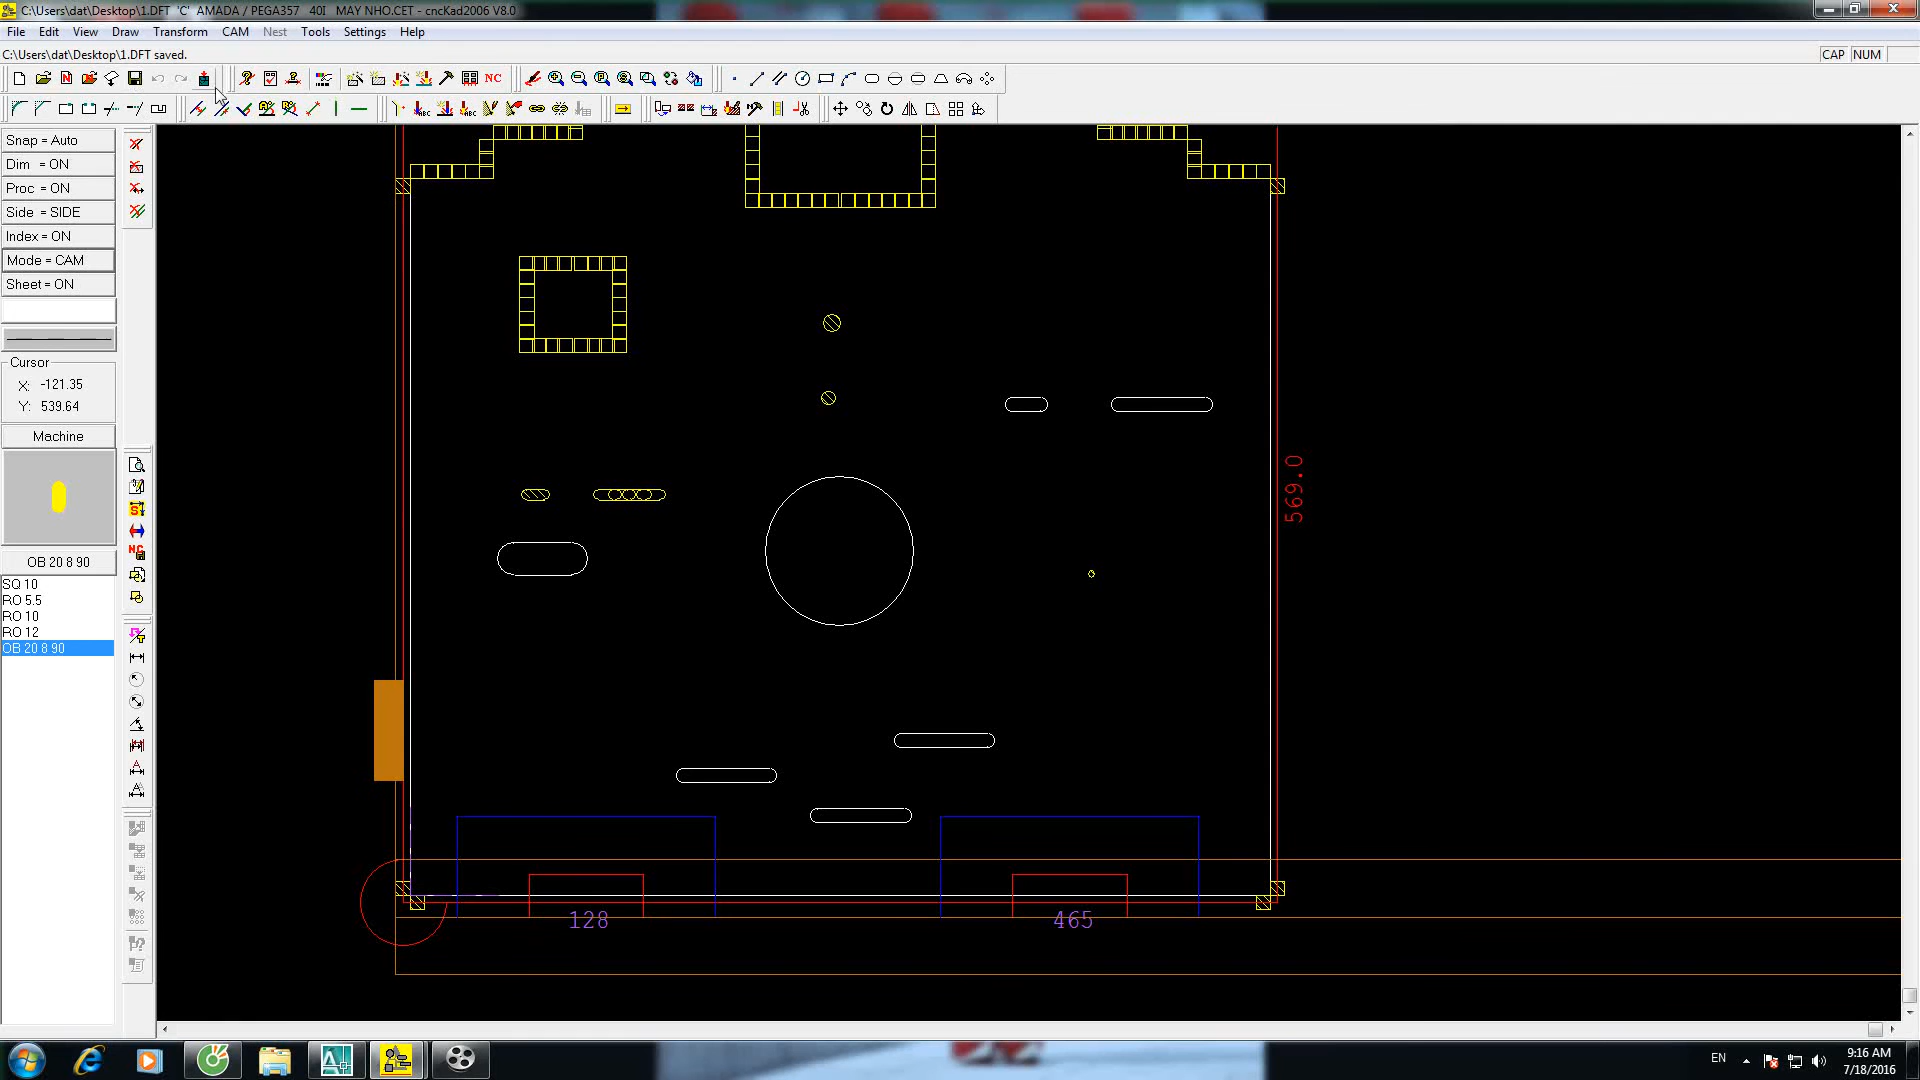 C:\Users\dat\Desktop\1.DFT 'C' AMADA / PEGA357 40I MAY NHO.CET - cncKad2006 V8.0
File Edit View Draw Transform CAM Nest Tools Settings Help
C:\Users\dat\Desktop\1.DFT saved.
CAP NUM
NC
Snap = Auto
Dim = ON
Proc = ON
Side = SIDE
Index = ON
Mode = CAM
Sheet = ON
Cursor
X: -121.35
Y: 539.64
Machine
OB 20 8 90
SQ 10
RO 5.5
RO 10
RO 12
OB 20 8 90
569.0
128
465
EN
9:16 AM
7/18/2016